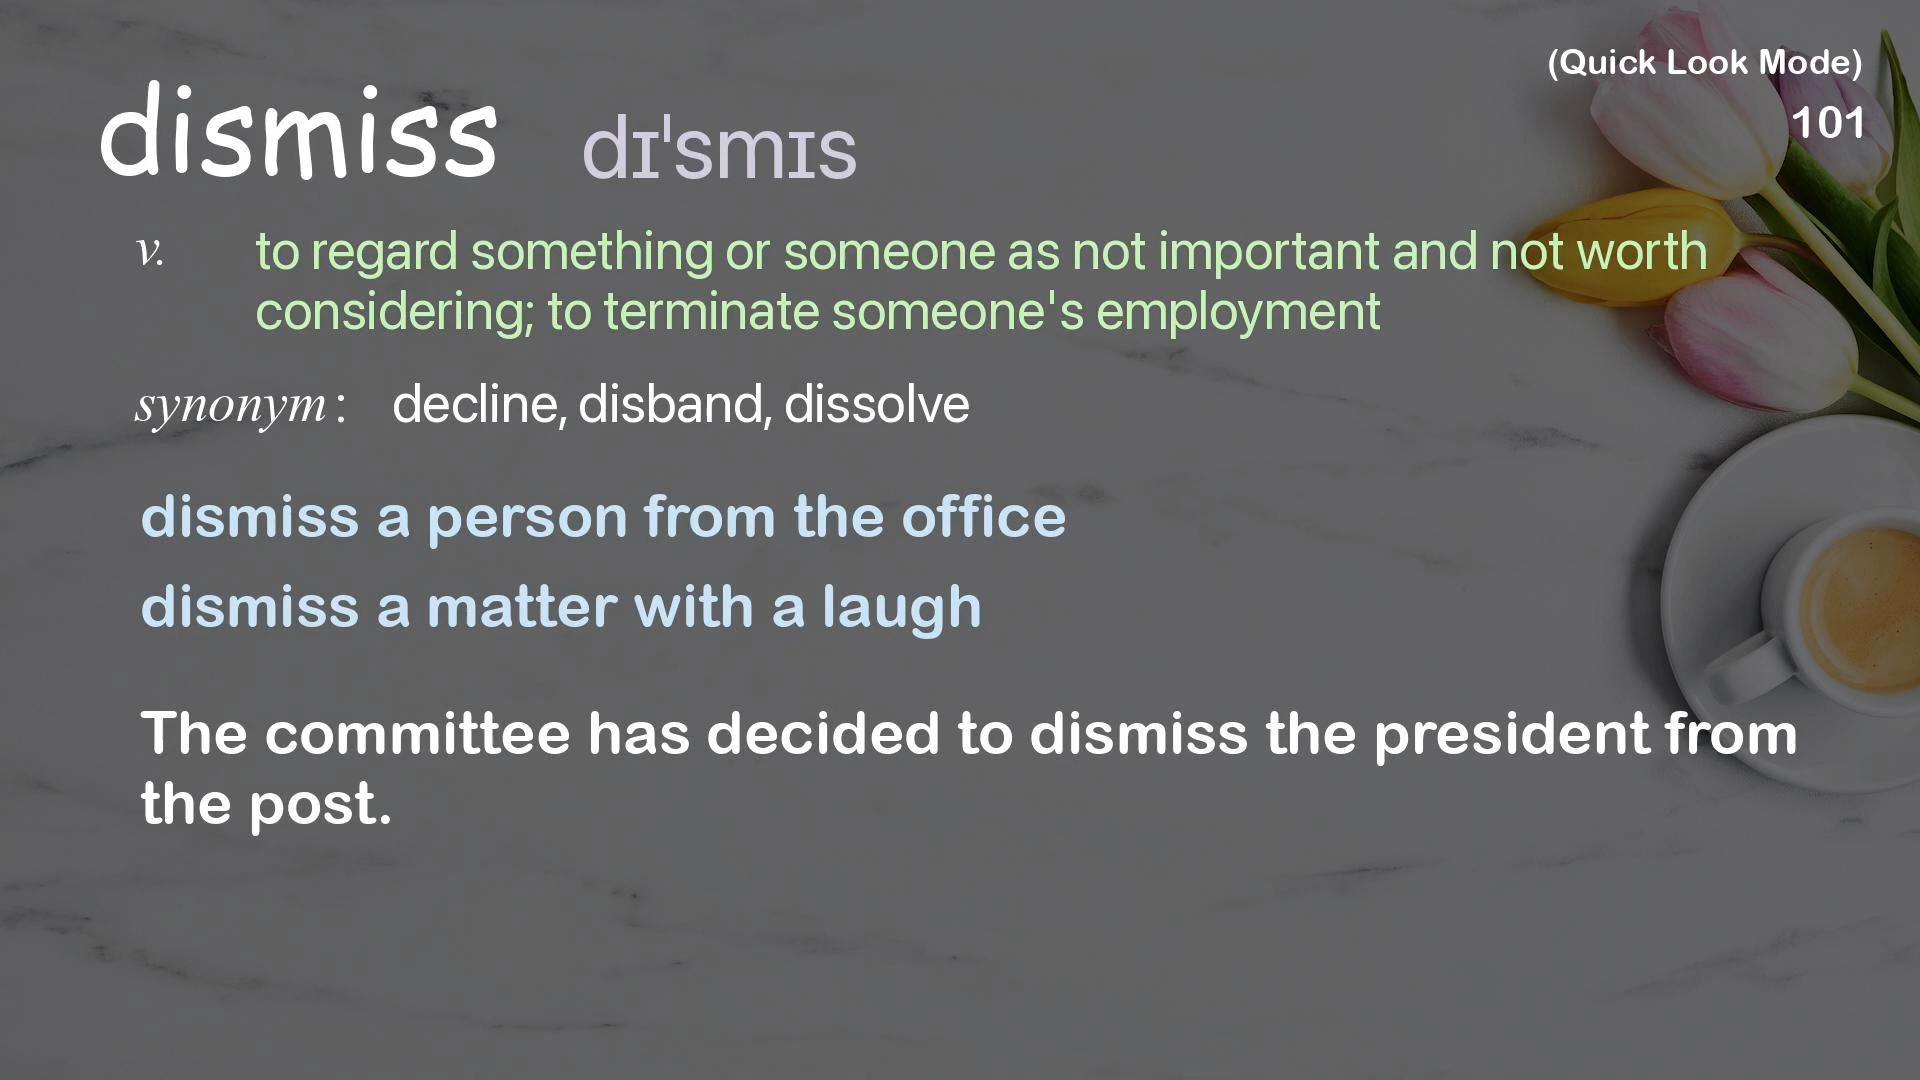 (Quick Look Mode)
101
dismiss dɪˈsmɪs
v. to regard something or someone as not important and not worth
considering; to terminate someone's employment
synonym: decline, disband, dissolve
dismiss a person from the office
dismiss a matter with a laugh
The committee has decided to dismiss the president from
the post.